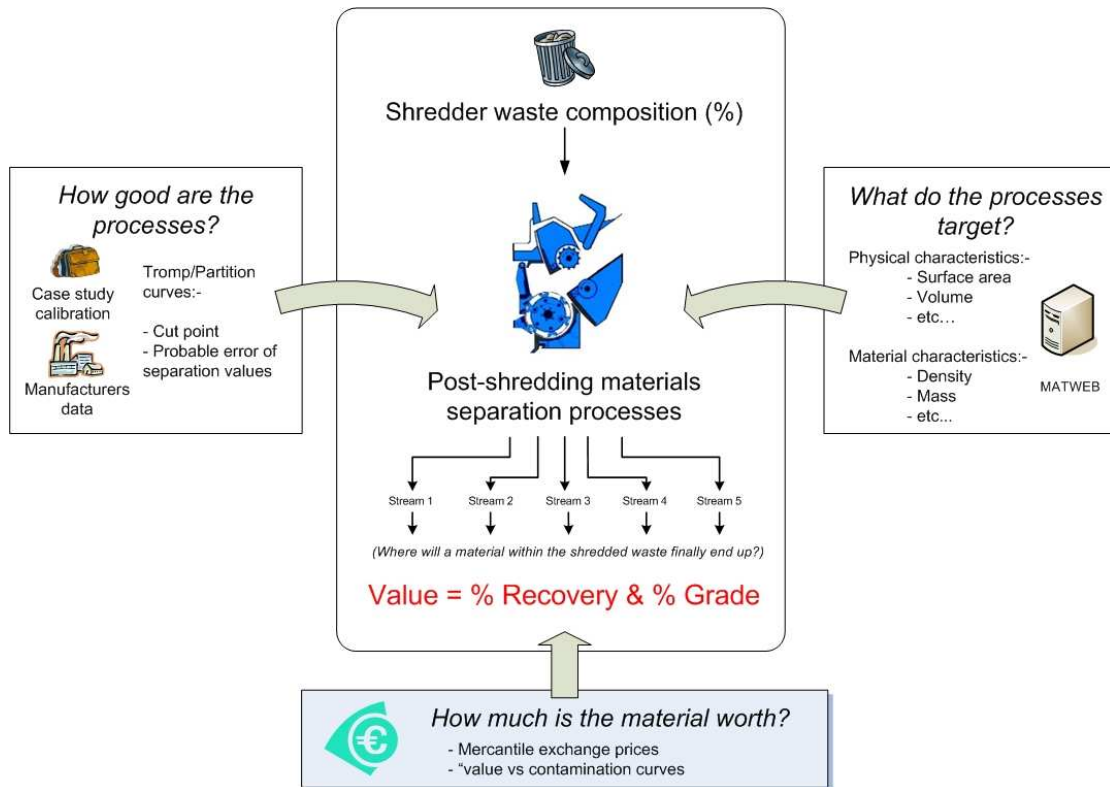 Shredder waste composition (%)
How good are the
processes?
Case study
calibration
Manufacturers
data
Tromp/Partition
curves:-
- Cut point
- Probable error of
separation values
What do the processes
target?
Physical characteristics:-
- Surface area
- Volume
- etc…
Material characteristics:-
- Density
- Mass
- etc...
MATWEB
Post-shredding materials
separation processes
Stream 1
Stream 2
Stream 3
Stream 4
Stream 5
(Where will a material within the shredded waste finally end up?)
Value = % Recovery & % Grade
€
How much is the material worth?
- Mercantile exchange prices
- “value vs contamination curves